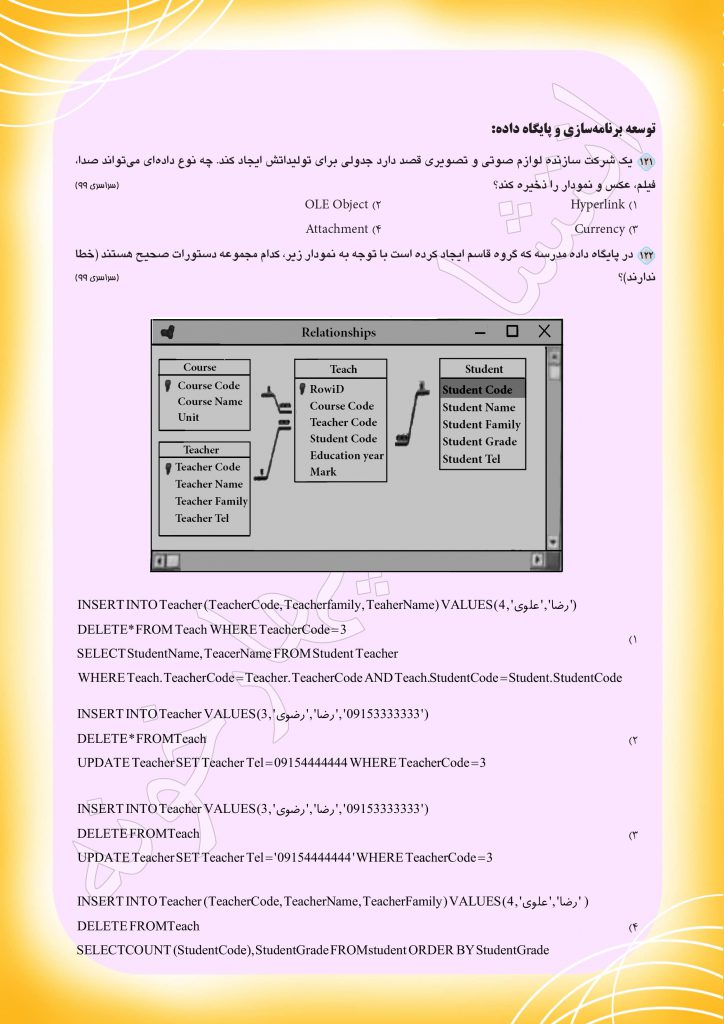 توسعه برنامه‌سازی و پایگاه داده:
۱۲۱ یک شرکت سازنده لوازم صوتی و تصویری قصد دارد جدولی برای تولیداتش ایجاد کند. چه نوع داده‌ای می‌تواند صدا،
فیلم، عکس و نمودار را ذخیره کند؟ (سراسری ۹۹)
۱) Hyperlink ۲) OLE Object
۳) Currency ۴) Attachment
۱۲۲ در پایگاه داده مدرسه که گروه قاسم ایجاد کرده است با توجه به نمودار زیر، کدام مجموعه دستورات صحیح هستند (خطا
ندارند)؟ (سراسری ۹۹)
Relationships
Course
Course Code
Course Name
Unit
Teacher
Teacher Code
Teacher Name
Teacher Family
Teacher Tel
Teach
RowiD
Course Code
Teacher Code
Student Code
Education year
Mark
Student
Student Code
Student Name
Student Family
Student Grade
Student Tel
۱)
INSERT INTO Teacher (TeacherCode, Teacherfamily, TeaherName) VALUES (4, 'علوی', 'رضا')
DELETE * FROM Teach WHERE TeacherCode = 3
SELECT StudentName, TeacerName FROM Student Teacher
WHERE Teach. TeacherCode = Teacher. TeacherCode AND Teach.StudentCode = Student. StudentCode
۲)
INSERT INTO Teacher VALUES (3, 'رضوی', 'رضا', '09153333333')
DELETE * FROMTeach
UPDATE Teacher SET Teacher Tel = 09154444444 WHERE TeacherCode = 3
۳)
INSERT INTO Teacher VALUES (3, 'رضوی', 'رضا', '09153333333')
DELETE FROMTeach
UPDATE Teacher SET Teacher Tel = '09154444444' WHERE TeacherCode = 3
۴)
INSERT INTO Teacher (TeacherCode, TeacherName, TeacherFamily) VALUES (4, 'علوی', 'رضا' )
DELETE FROMTeach
SELECTCOUNT (StudentCode), StudentGrade FROMstudent ORDER BY StudentGrade